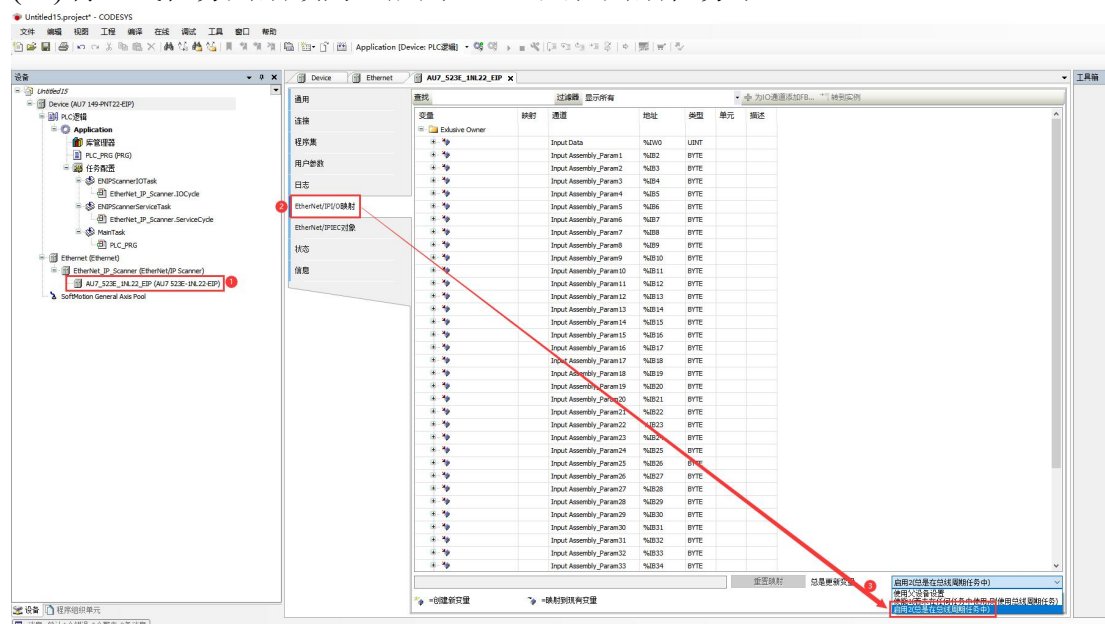 Untitled15.project* - CODESYS
文件 编辑 视图 工程 编译 在线 调试 工具 窗口 帮助
Application [Device: PLC逻辑]
设备
Device
Ethernet
AU7_523E_1NL22_EIP
工具箱
Untitled15
Device (AU7 149-PNT22-EIP)
PLC逻辑
Application
库管理器
PLC_PRG (PRG)
任务配置
ENIPScannerIOTask
EtherNet_IP_Scanner.IOCycle
ENIPScannerServiceTask
EtherNet_IP_Scanner.ServiceCycle
MainTask
PLC_PRG
Ethernet (Ethernet)
EtherNet_IP_Scanner (EtherNet/IP Scanner)
AU7_523E_1NL22_EIP (AU7 523E-1NL22-EIP) 1
SoftMotion General Axis Pool
通用
连接
程序集
用户参数
日志
2 EtherNet/IPI/O映射
EtherNet/IPIEC对象
状态
信息
查找 过滤器 显示所有 为IO通道添加FB... 转到实例
变量 映射 通道 地址 类型 单元 描述
Exlusive Owner
Input Data %IW0 UINT
Input Assembly_Param1 %IB2 BYTE
Input Assembly_Param2 %IB3 BYTE
Input Assembly_Param3 %IB4 BYTE
Input Assembly_Param4 %IB5 BYTE
Input Assembly_Param5 %IB6 BYTE
Input Assembly_Param6 %IB7 BYTE
Input Assembly_Param7 %IB8 BYTE
Input Assembly_Param8 %IB9 BYTE
Input Assembly_Param9 %IB10 BYTE
Input Assembly_Param10 %IB11 BYTE
Input Assembly_Param11 %IB12 BYTE
Input Assembly_Param12 %IB13 BYTE
Input Assembly_Param13 %IB14 BYTE
Input Assembly_Param14 %IB15 BYTE
Input Assembly_Param15 %IB16 BYTE
Input Assembly_Param16 %IB17 BYTE
Input Assembly_Param17 %IB18 BYTE
Input Assembly_Param18 %IB19 BYTE
Input Assembly_Param19 %IB20 BYTE
Input Assembly_Param20 %IB21 BYTE
Input Assembly_Param21 %IB22 BYTE
Input Assembly_Param22 %IB23 BYTE
Input Assembly_Param23 %IB24 BYTE
Input Assembly_Param24 %IB25 BYTE
Input Assembly_Param25 %IB26 BYTE
Input Assembly_Param26 %IB27 BYTE
Input Assembly_Param27 %IB28 BYTE
Input Assembly_Param28 %IB29 BYTE
Input Assembly_Param29 %IB30 BYTE
Input Assembly_Param30 %IB31 BYTE
Input Assembly_Param31 %IB32 BYTE
Input Assembly_Param32 %IB33 BYTE
Input Assembly_Param33 %IB34 BYTE
重置映射 总是更新变量 3 启用2(总是在总线周期任务中)
使用父设备设置
启用2(总是在总线周期任务中)
=创建新变量 =映射到现有变量
设备 程序组织单元